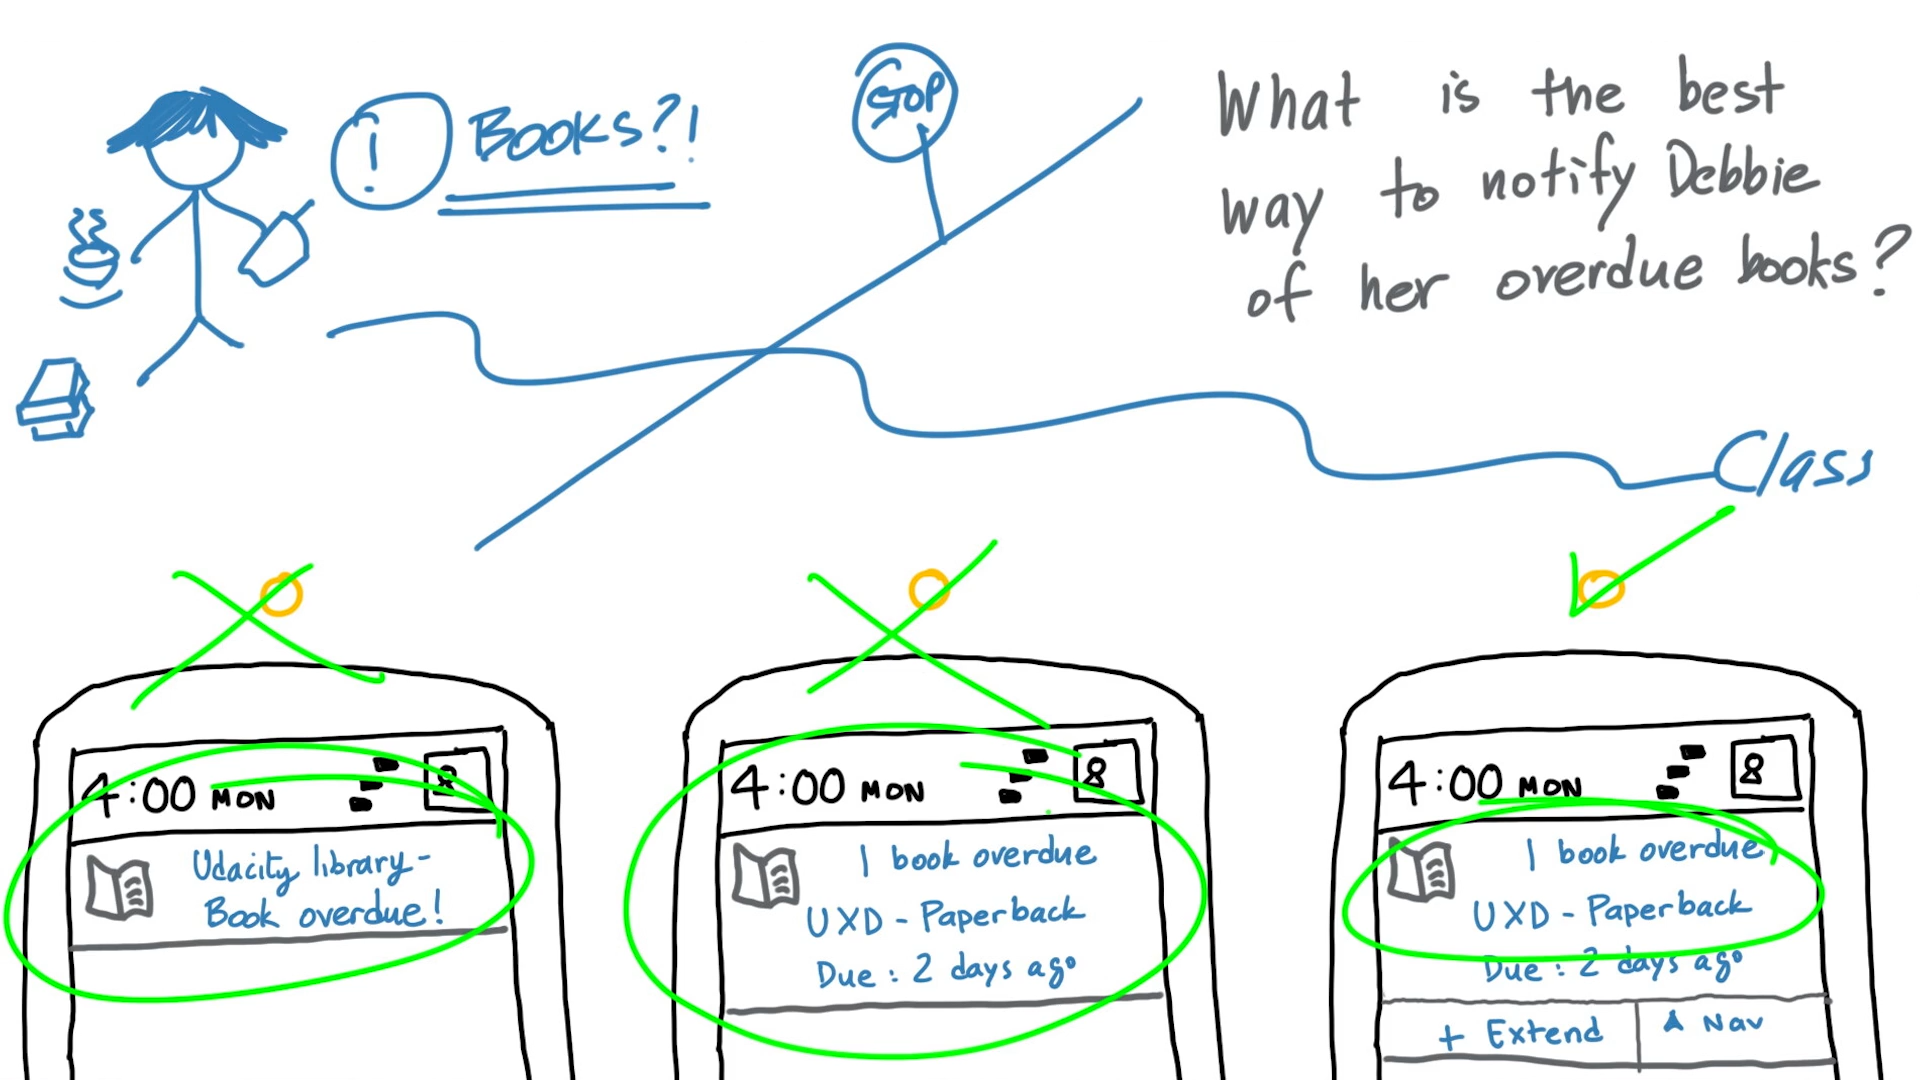 ! BOOKS?!
STOP
What is the best
way to notify Debbie
of her overdue books?
Class
4:00 MON 8
Udacity library-
Book overdue!
4:00 MON 8
1 book overdue
UXD - Paperback
Due: 2 days ago
4:00 MON 8
1 book overdue
UXD - Paperback
Due: 2 days ago
+ Extend Nav